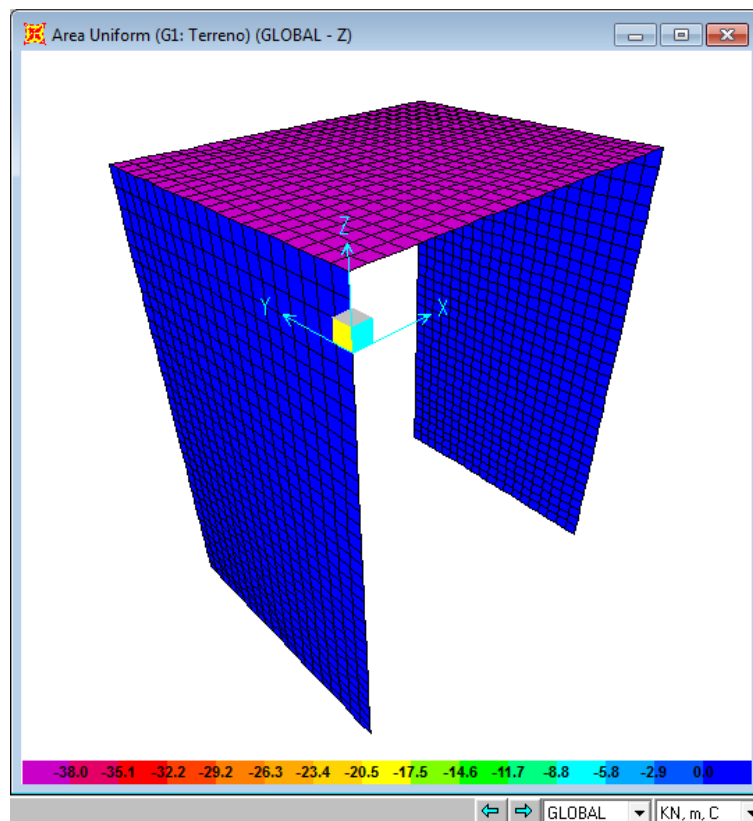 Area Uniform (G1: Terreno) (GLOBAL - Z)
Z
Y
X
-38.0 -35.1 -32.2 -29.2 -26.3 -23.4 -20.5 -17.5 -14.6 -11.7 -8.8 -5.8 -2.9 0.0
GLOBAL KN, m, C